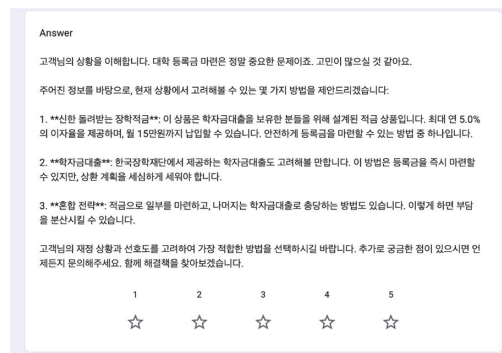 Answer
고객님의 상황을 이해합니다. 대학 등록금 마련은 정말 중요한 문제이죠. 고민이 많으실 것 같아요.
주어진 정보를 바탕으로, 현재 상황에서 고려해볼 수 있는 몇 가지 방법을 제안드리겠습니다:
1. **신한 돌려받는 장학적금**: 이 상품은 학자금대출을 보유한 분들을 위해 설계된 적금 상품입니다. 최대 연 5.0%
의 이자율을 제공하며, 월 15만원까지 납입할 수 있습니다. 안전하게 등록금을 마련할 수 있는 방법 중 하나입니다.
2. **학자금대출**: 한국장학재단에서 제공하는 학자금대출도 고려해볼 만합니다. 이 방법은 등록금을 즉시 마련할
수 있지만, 상환 계획을 세심하게 세워야 합니다.
3. **혼합 전략**: 적금으로 일부를 마련하고, 나머지는 학자금대출로 충당하는 방법도 있습니다. 이렇게 하면 부담
을 분산시킬 수 있습니다.
고객님의 재정 상황과 선호도를 고려하여 가장 적합한 방법을 선택하시길 바랍니다. 추가로 궁금한 점이 있으시면 언
제든지 문의해주세요. 함께 해결책을 찾아보겠습니다.
1 2 3 4 5